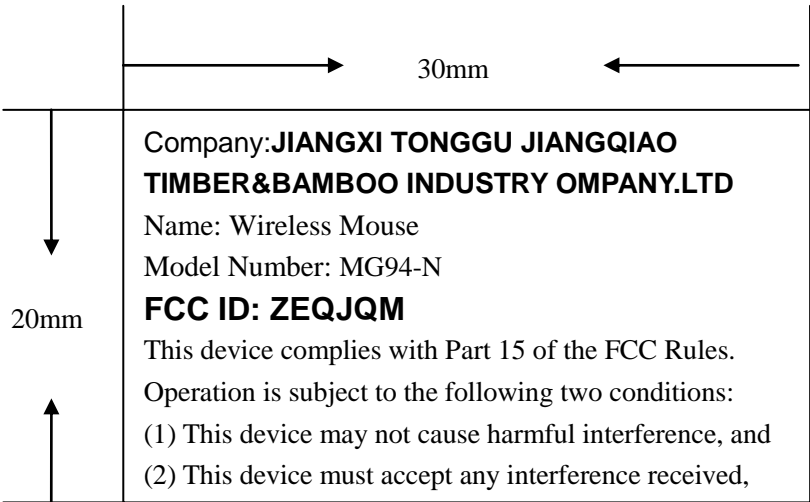 30mm
Company:JIANGXI TONGGU JIANGQIAO
TIMBER&BAMBOO INDUSTRY OMPANY.LTD
Name: Wireless Mouse
Model Number: MG94-N
20mm
FCC ID: ZEQJQM
This device complies with Part 15 of the FCC Rules.
Operation is subject to the following two conditions:
(1) This device may not cause harmful interference, and
(2) This device must accept any interference received,